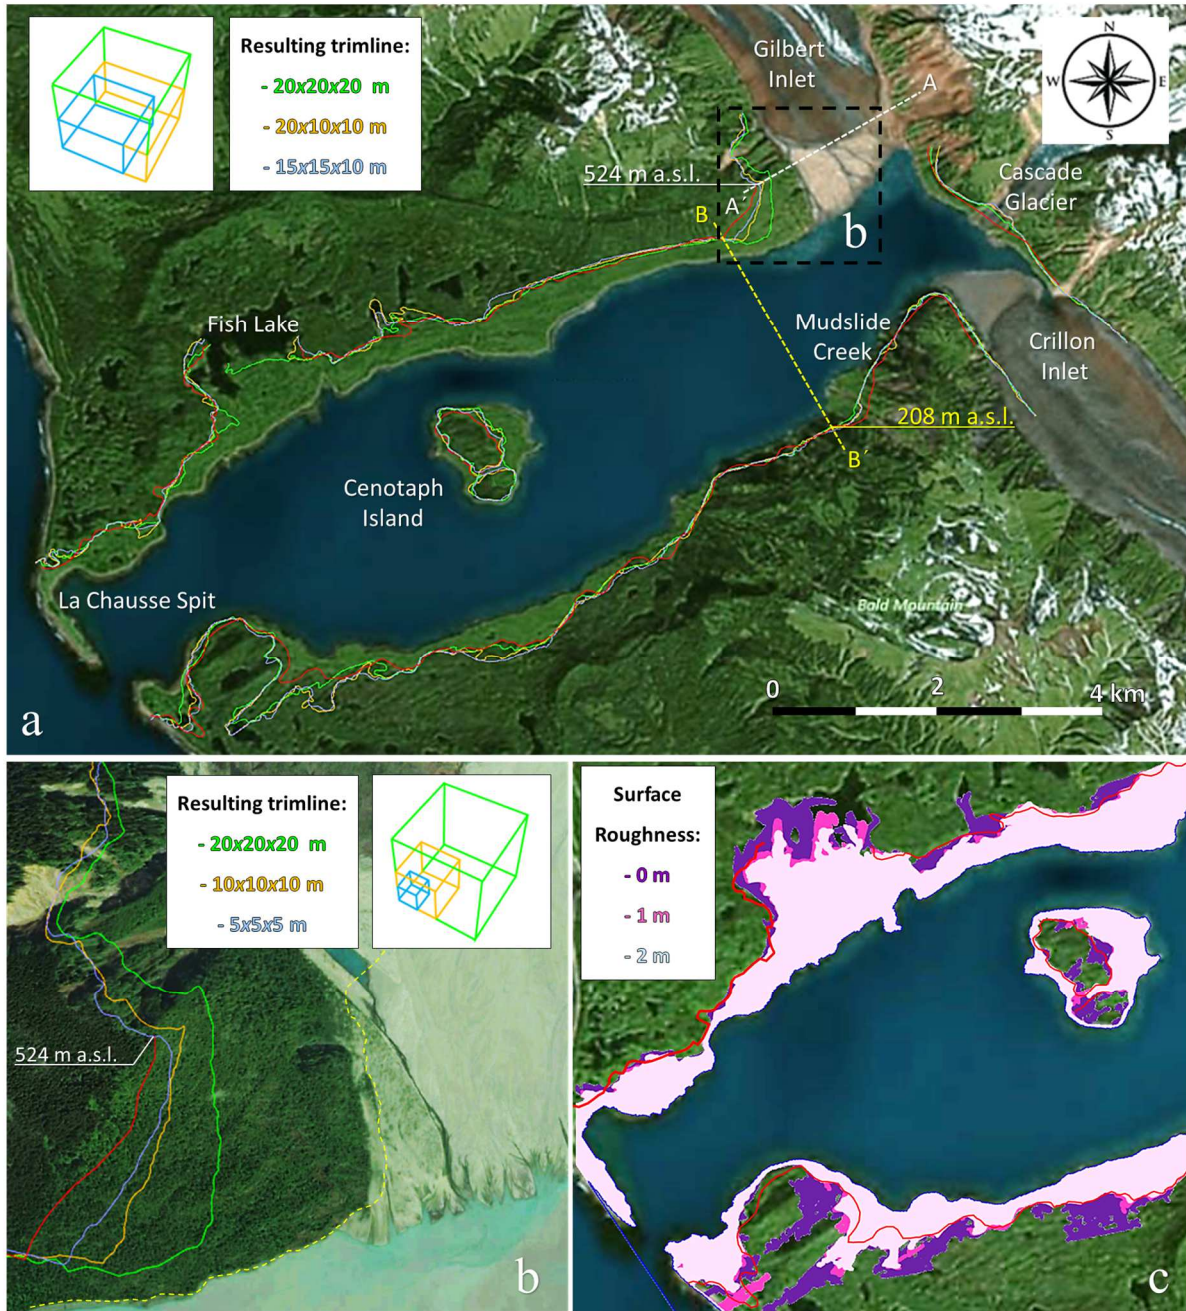 Resulting trimline:
- 20x20x20 m
- 20x10x10 m
- 15x15x10 m
Gilbert
Inlet
A
N
W
E
S
524 m a.s.l.
A´
B
b
Cascade
Glacier
Fish Lake
Mudslide
Creek
Crillon
Inlet
208 m a.s.l.
B´
Cenotaph
Island
La Chausse Spit
Bald Mountain
0
2
4 km
a
Resulting trimline:
- 20x20x20 m
- 10x10x10 m
- 5x5x5 m
524 m a.s.l.
b
Surface
Roughness:
- 0 m
- 1 m
- 2 m
c